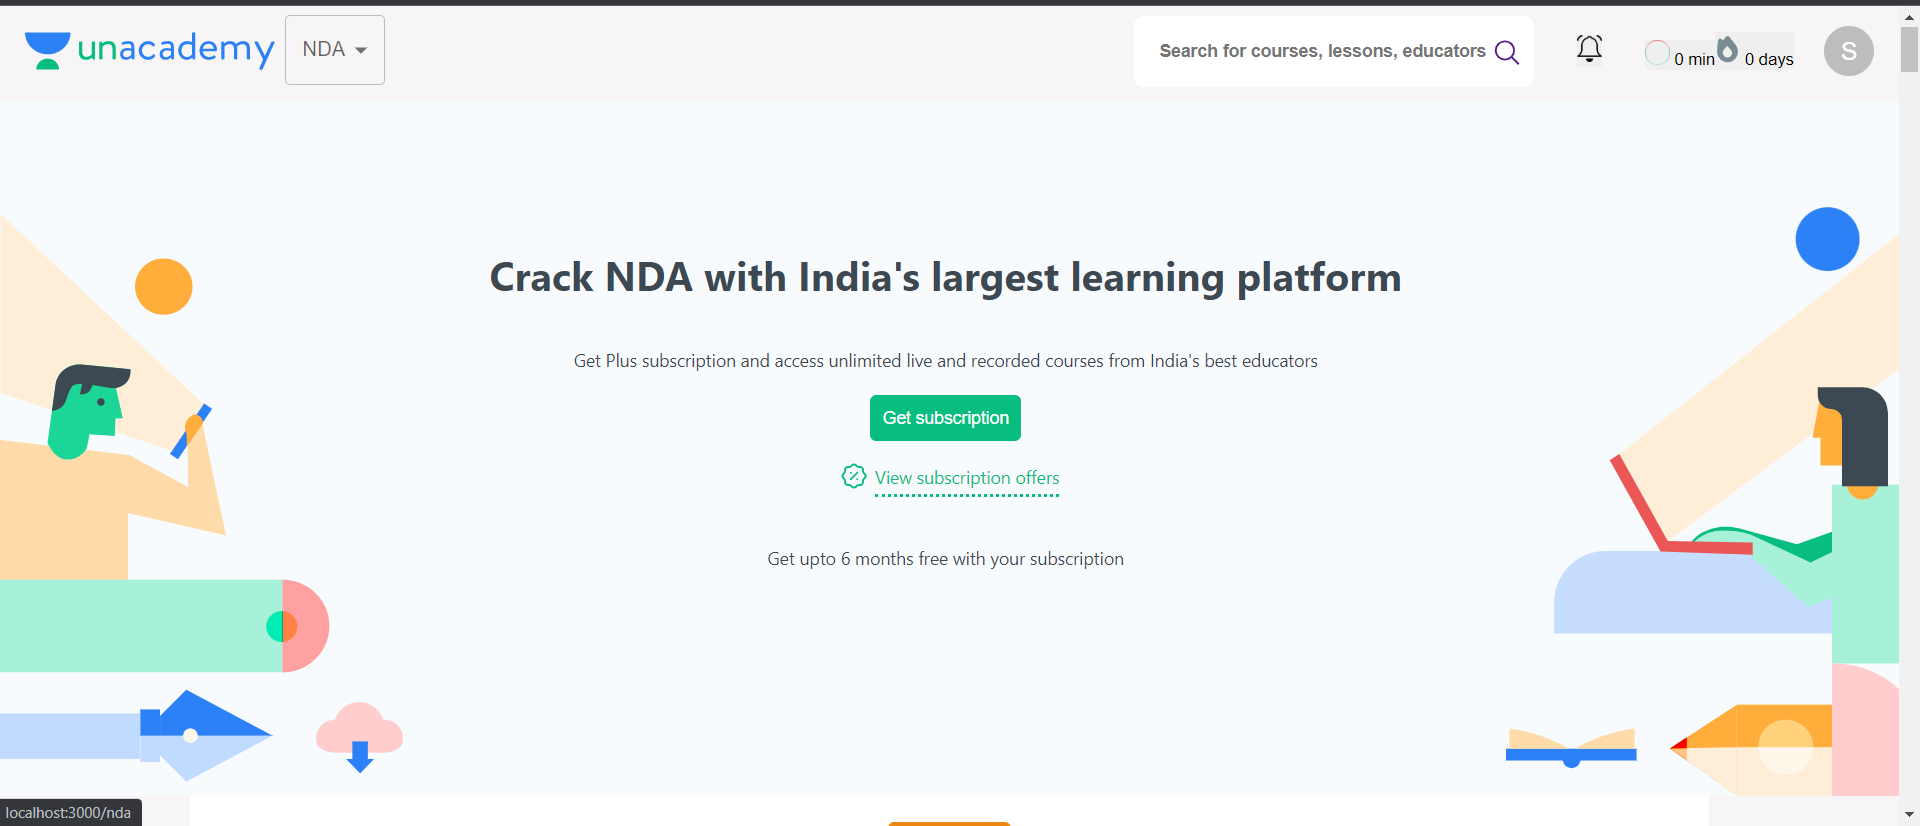 unacademy
NDA
Search for courses, lessons, educators
0 min
0 days
S
Crack NDA with India's largest learning platform
Get Plus subscription and access unlimited live and recorded courses from India's best educators
Get subscription
View subscription offers
Get upto 6 months free with your subscription
localhost:3000/nda